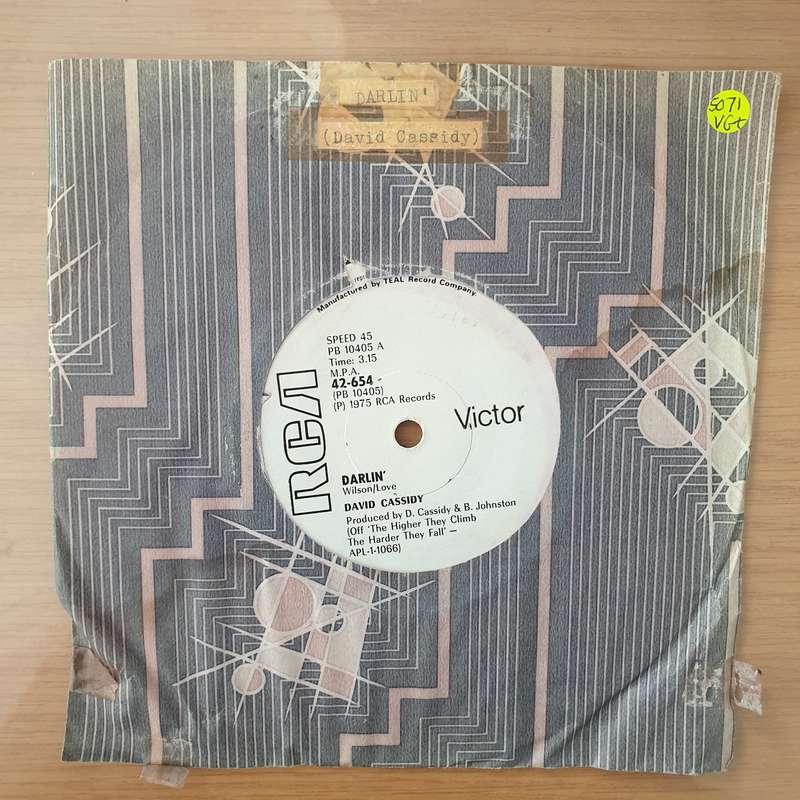 DARLIN'
(David Cassidy)
5071
VG+
Manufactured by TEAL Record Company
SPEED 45
PB 10405 A
Time: 3.15
M.P.A.
42-654 -
(PB 10405)
(P) 1975 RCA Records
RCA
Victor
DARLIN'
Wilson/Love
DAVID CASSIDY
Produced by D. Cassidy & B. Johnston
(Off 'The Higher They Climb
The Harder They Fall' —
APL-1-1066)